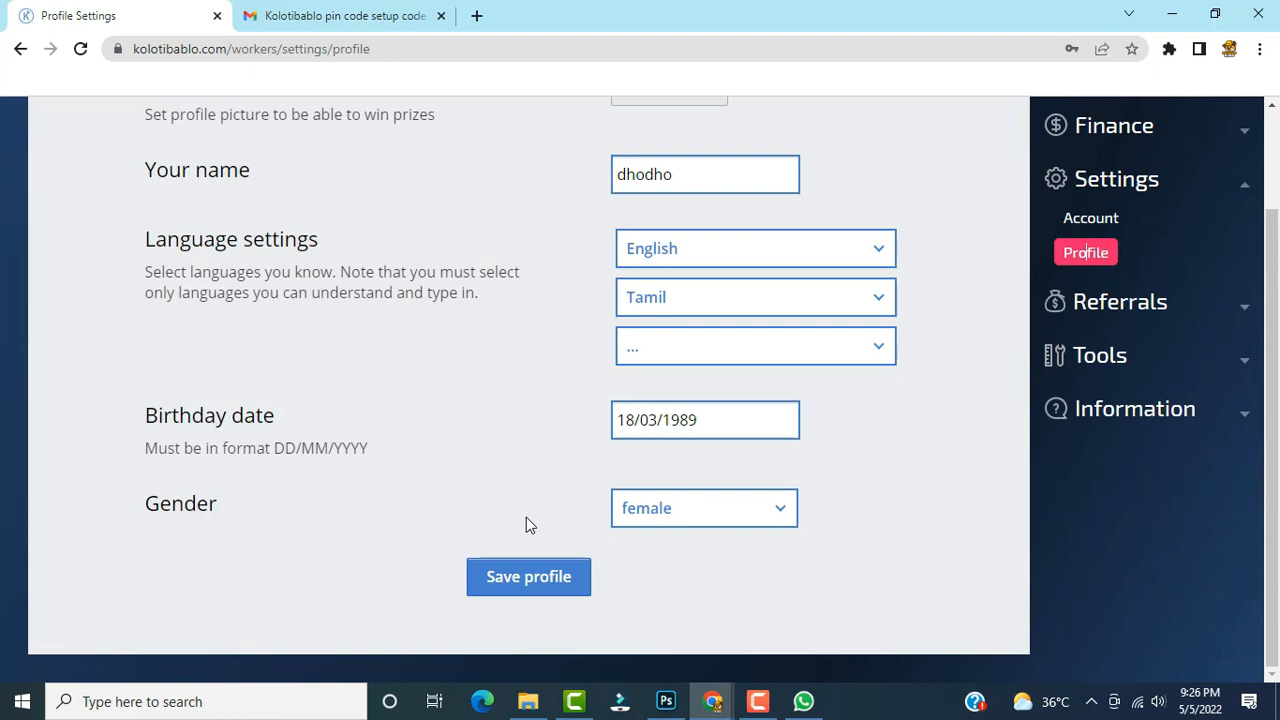 Profile Settings
Kolotibablo pin code setup code
kolotibablo.com/workers/settings/profile
Set profile picture to be able to win prizes
Your name
dhodho
Language settings
Select languages you know. Note that you must select
only languages you can understand and type in.
English
Tamil
...
Birthday date
Must be in format DD/MM/YYYY
18/03/1989
Gender
female
Save profile
Finance
Settings
Account
Profile
Referrals
Tools
Information
Type here to search
Ps
36°C
9:26 PM
5/5/2022